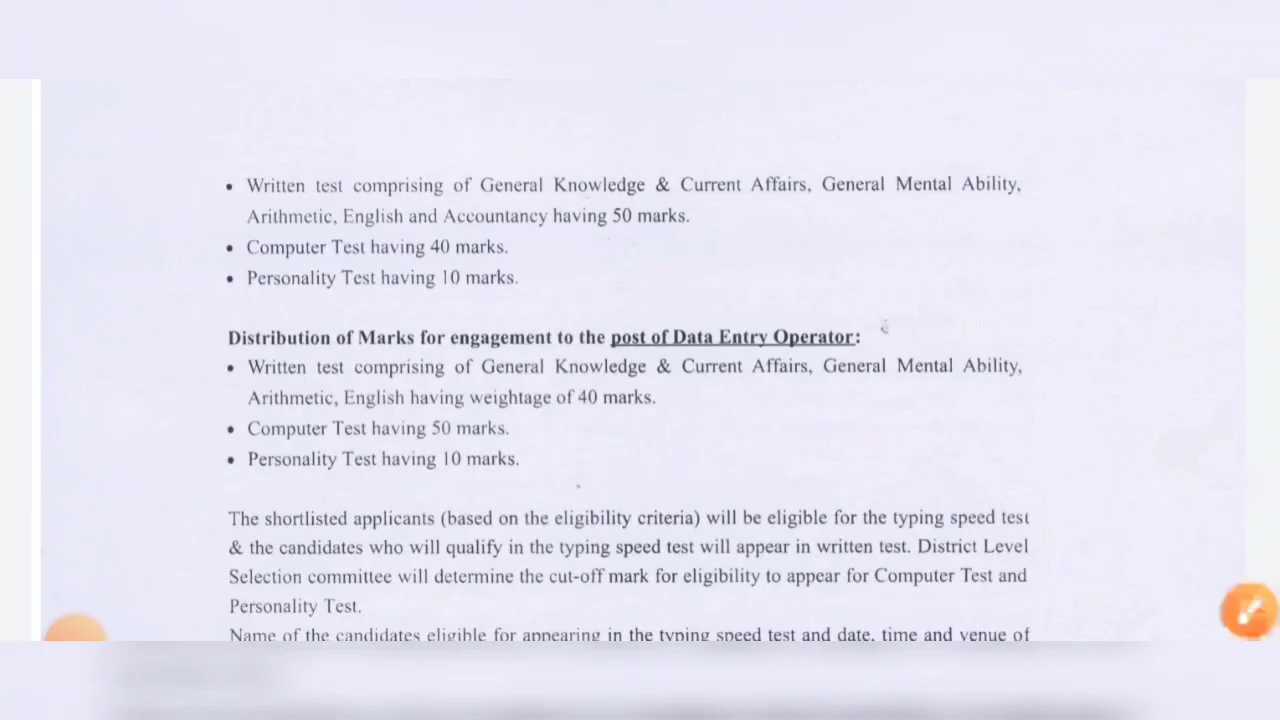 • Written test comprising of General Knowledge & Current Affairs, General Mental Ability,
Arithmetic, English and Accountancy having 50 marks.
• Computer Test having 40 marks.
• Personality Test having 10 marks.
Distribution of Marks for engagement to the post of Data Entry Operator:
• Written test comprising of General Knowledge & Current Affairs, General Mental Ability,
Arithmetic, English having weightage of 40 marks.
• Computer Test having 50 marks.
• Personality Test having 10 marks.
The shortlisted applicants (based on the eligibility criteria) will be eligible for the typing speed test
& the candidates who will qualify in the typing speed test will appear in written test. District Level
Selection committee will determine the cut-off mark for eligibility to appear for Computer Test and
Personality Test.
Name of the candidates eligible for appearing in the typing speed test and date, time and venue of